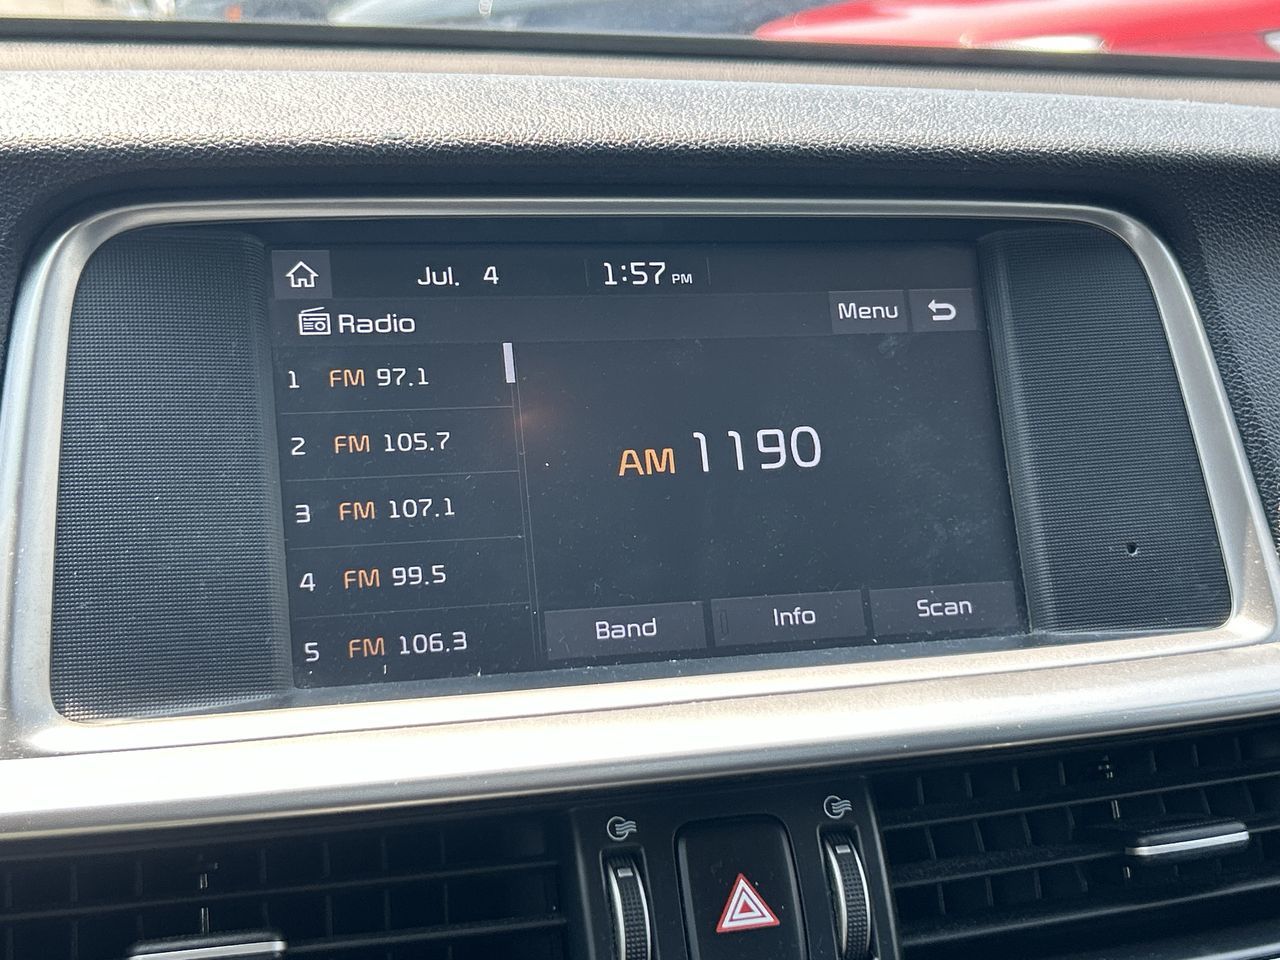 Jul. 4 1:57 PM
Radio Menu
1 FM 97.1
2 FM 105.7
3 FM 107.1
4 FM 99.5
5 FM 106.3
AM 1190
Band Info Scan